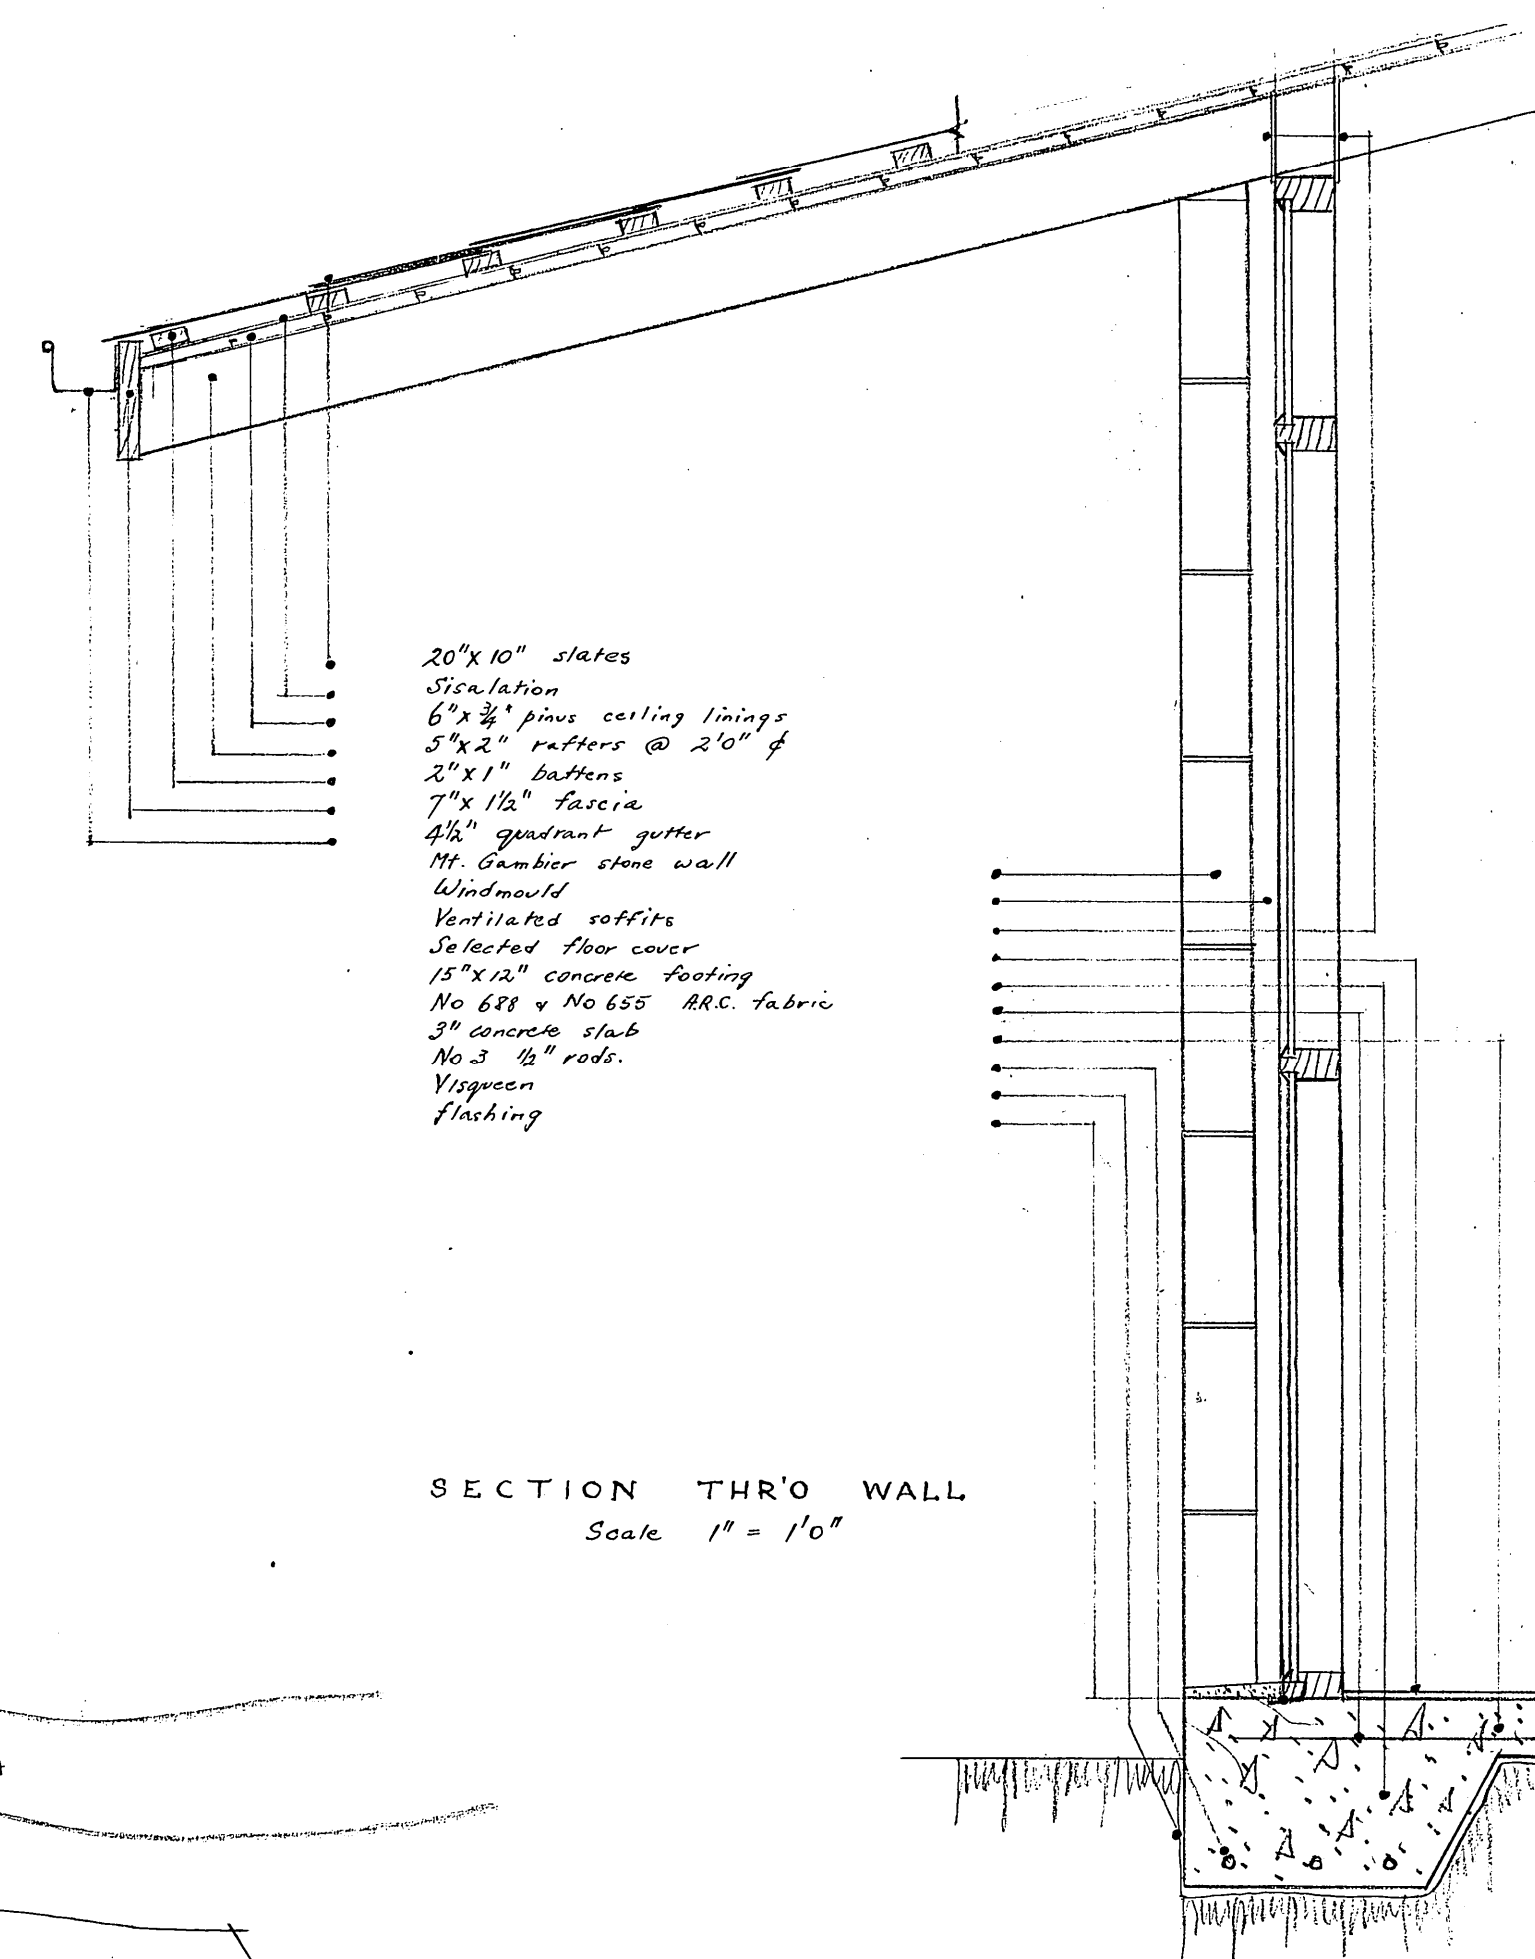 20"x 10" slates
Sisalation
6"x ¾" pinus ceiling linings
5"x2" rafters @ 2'0" ȼ
2"x1" battens
7"x 1½" fascia
4½" quadrant gutter
Mt. Gambier stone wall
Windmould
Ventilated soffits
Selected floor cover
15"x12" concrete footing
No 688 & No 655 A.R.C. fabric
3" concrete slab
No 3 ½" rods.
Visqueen
flashing
SECTION THR'O WALL
Scale 1" = 1'0"